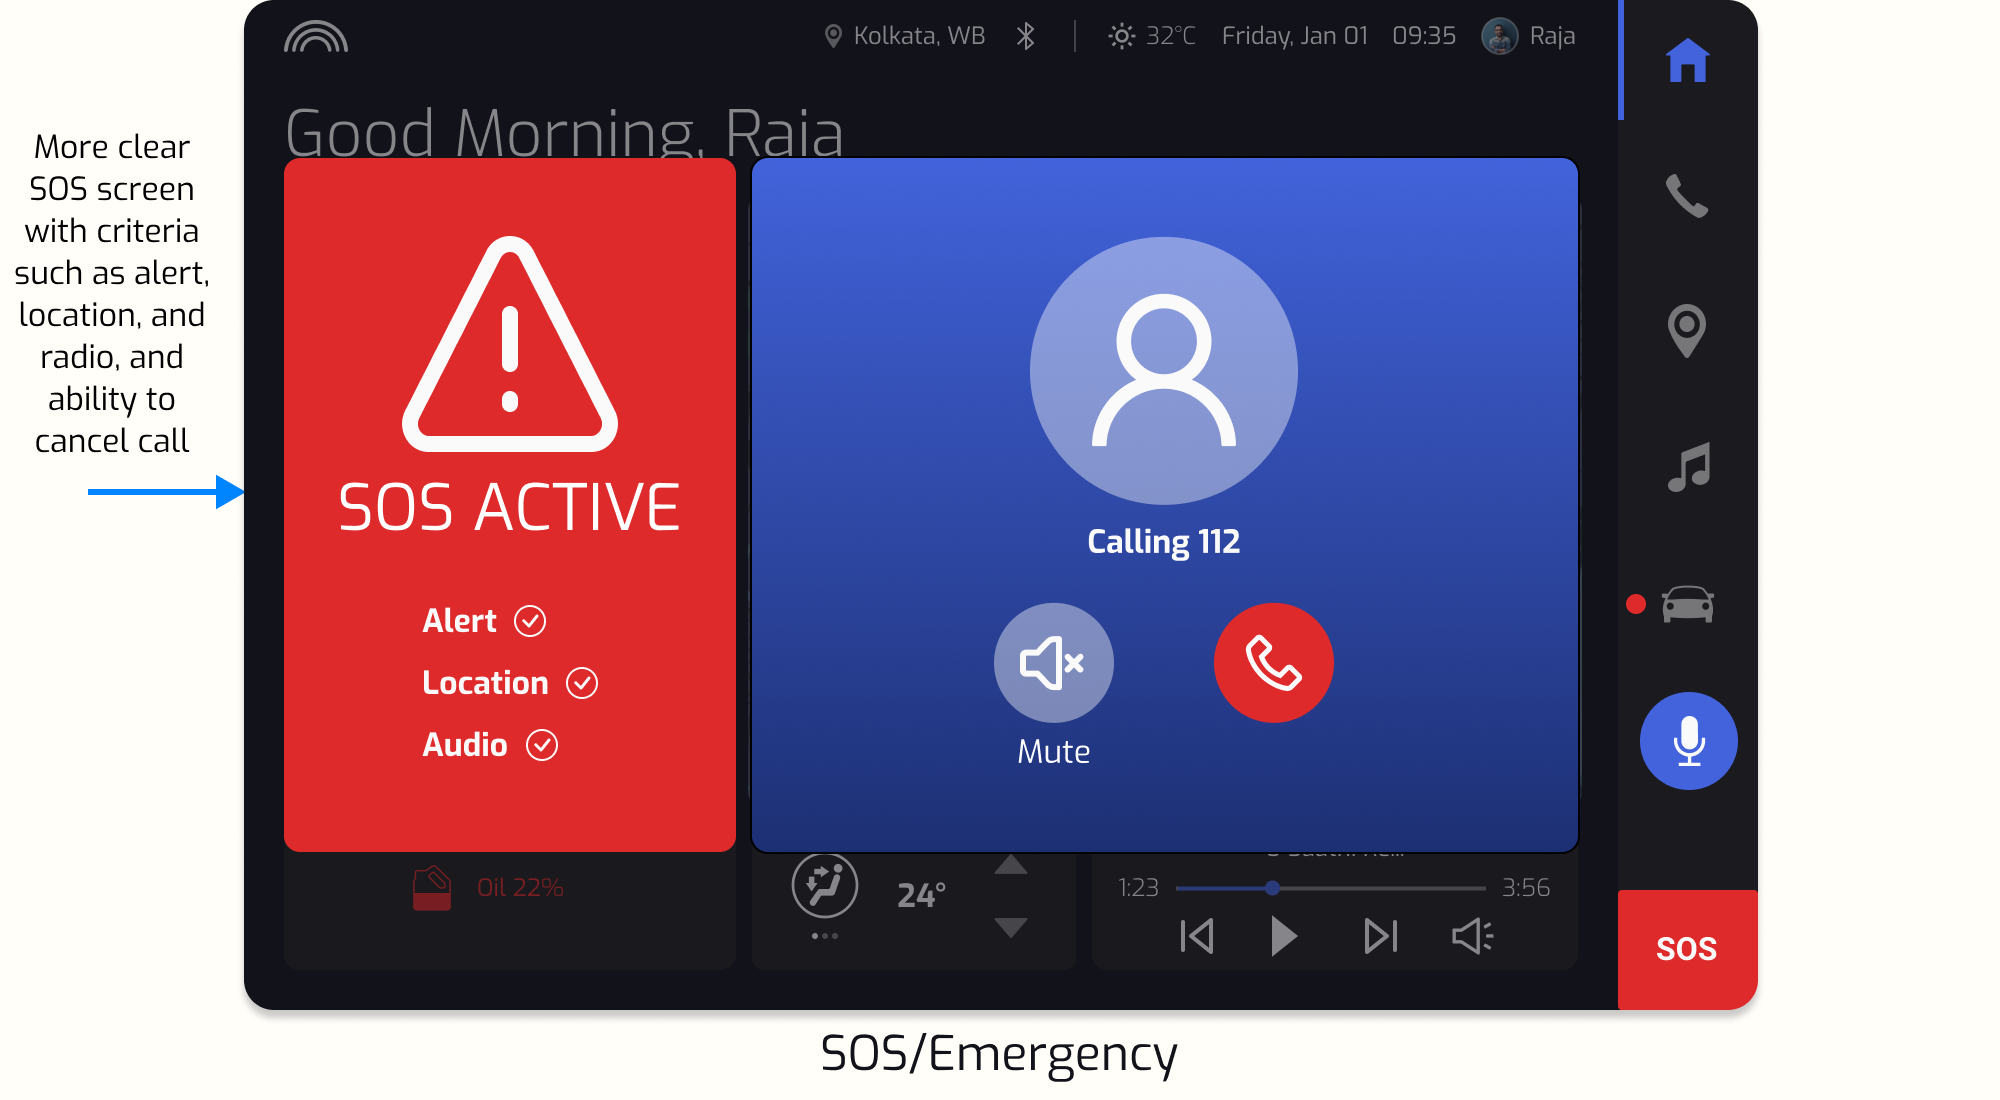 More clear
SOS screen
with criteria
such as alert,
location, and
radio, and
ability to
cancel call
Kolkata, WB
32°C
Friday, Jan 01
09:35
Raja
Good Morning, Raja
SOS ACTIVE
Alert
Location
Audio
Calling 112
Mute
Oil 22%
24°
1:23
3:56
SOS
SOS/Emergency